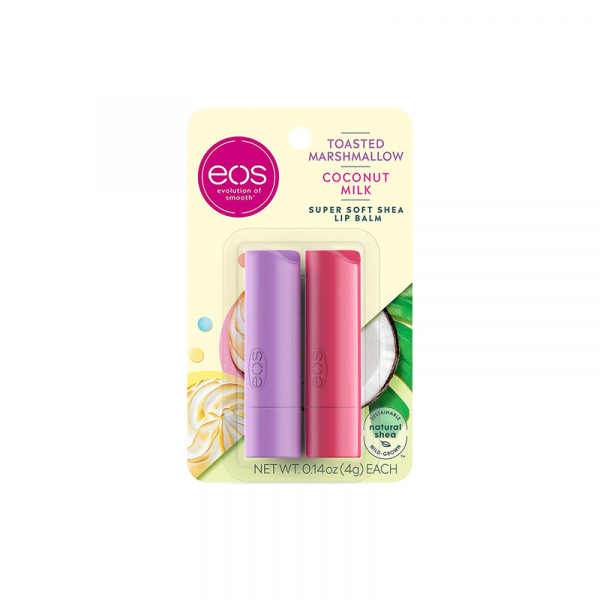 eos
evolution of
smooth
TOASTED
MARSHMALLOW
COCONUT
MILK
SUPER SOFT SHEA
LIP BALM
eos
eos
SUSTAINABLE
natural
shea
WILD-GROWN
NET WT. 0.14oz (4g) EACH